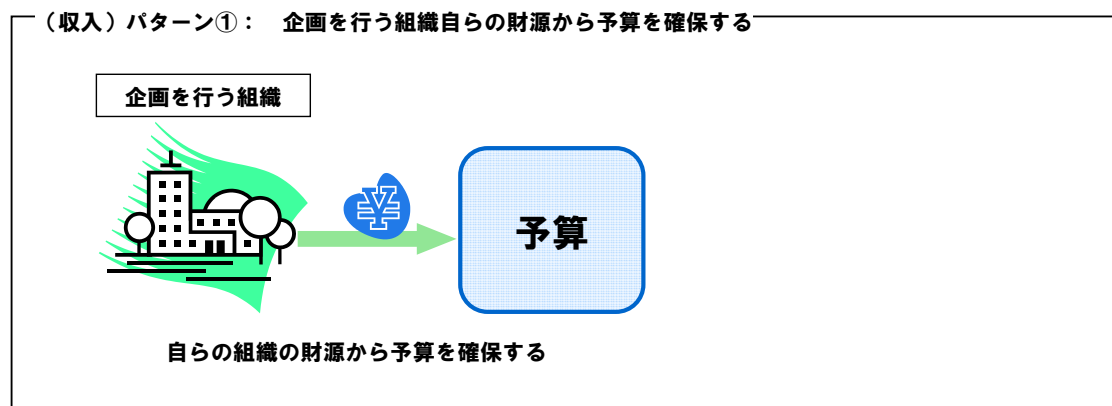 （収入）パターン①：　企画を行う組織自らの財源から予算を確保する
企画を行う組織
¥
予算
自らの組織の財源から予算を確保する